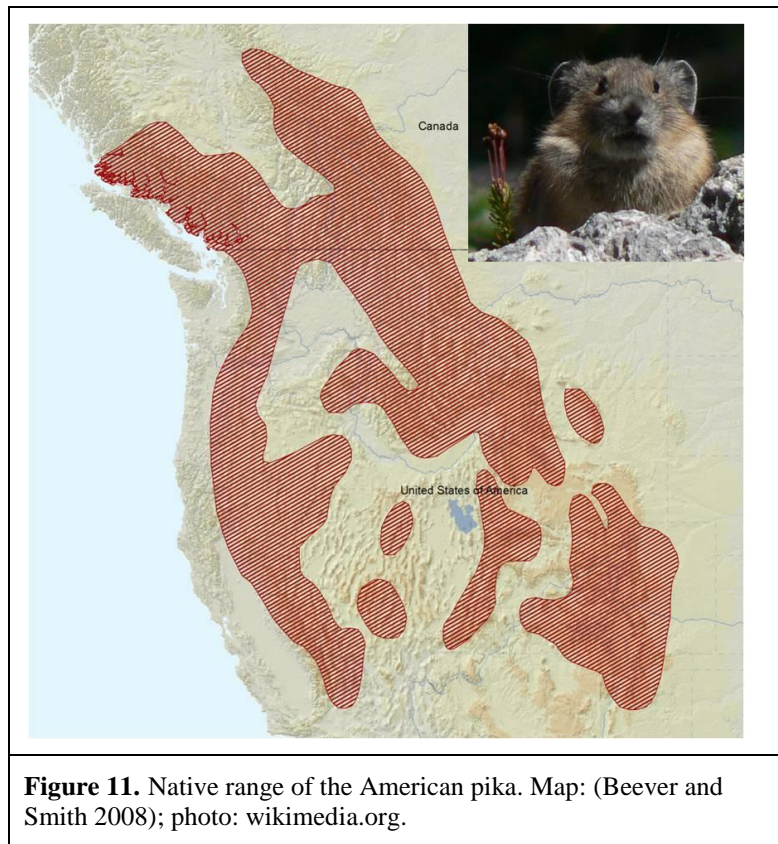 Canada
United States of America
Figure 11. Native range of the American pika. Map: (Beever and
Smith 2008); photo: wikimedia.org.